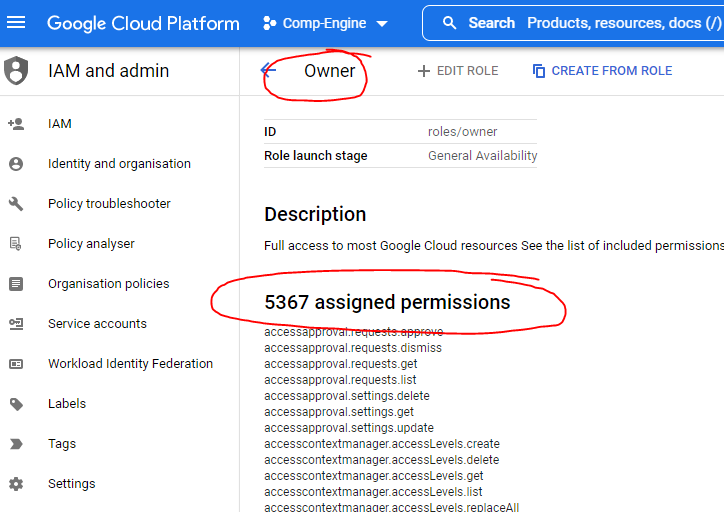 Google Cloud Platform Comp-Engine Search Products, resources, docs (/)
IAM and admin
Owner EDIT ROLE CREATE FROM ROLE
IAM
Identity and organisation
Policy troubleshooter
Policy analyser
Organisation policies
Service accounts
Workload Identity Federation
Labels
Tags
Settings
ID roles/owner
Role launch stage General Availability
Description
Full access to most Google Cloud resources See the list of included permissions
5367 assigned permissions
accessapproval.requests.approve
accessapproval.requests.dismiss
accessapproval.requests.get
accessapproval.requests.list
accessapproval.settings.delete
accessapproval.settings.get
accessapproval.settings.update
accesscontextmanager.accessLevels.create
accesscontextmanager.accessLevels.delete
accesscontextmanager.accessLevels.get
accesscontextmanager.accessLevels.list
accesscontextmanager.accessLevels.replaceAll